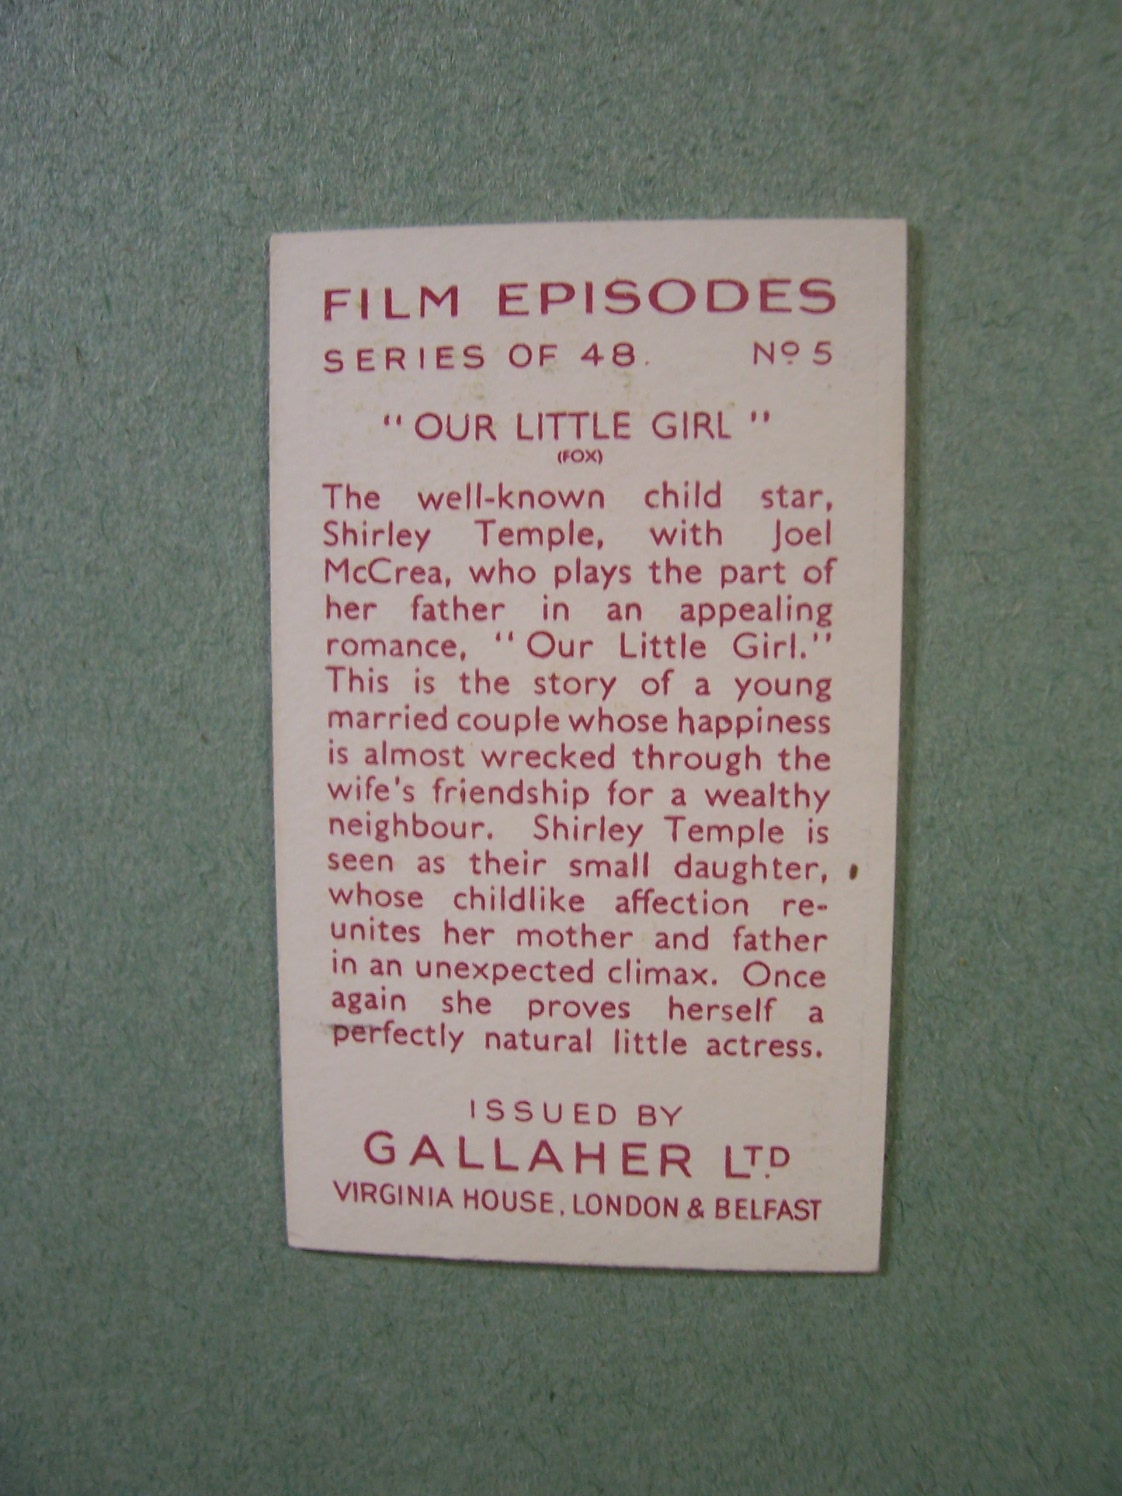 FILM EPISODES
SERIES OF 48. Nº 5
"OUR LITTLE GIRL"
(FOX)
The well-known child star,
Shirley Temple, with Joel
McCrea, who plays the part of
her father in an appealing
romance, "Our Little Girl."
This is the story of a young
married couple whose happiness
is almost wrecked through the
wife's friendship for a wealthy
neighbour. Shirley Temple is
seen as their small daughter,
whose childlike affection re-
unites her mother and father
in an unexpected climax. Once
again she proves herself a
perfectly natural little actress.
ISSUED BY
GALLAHER LTD
VIRGINIA HOUSE, LONDON & BELFAST